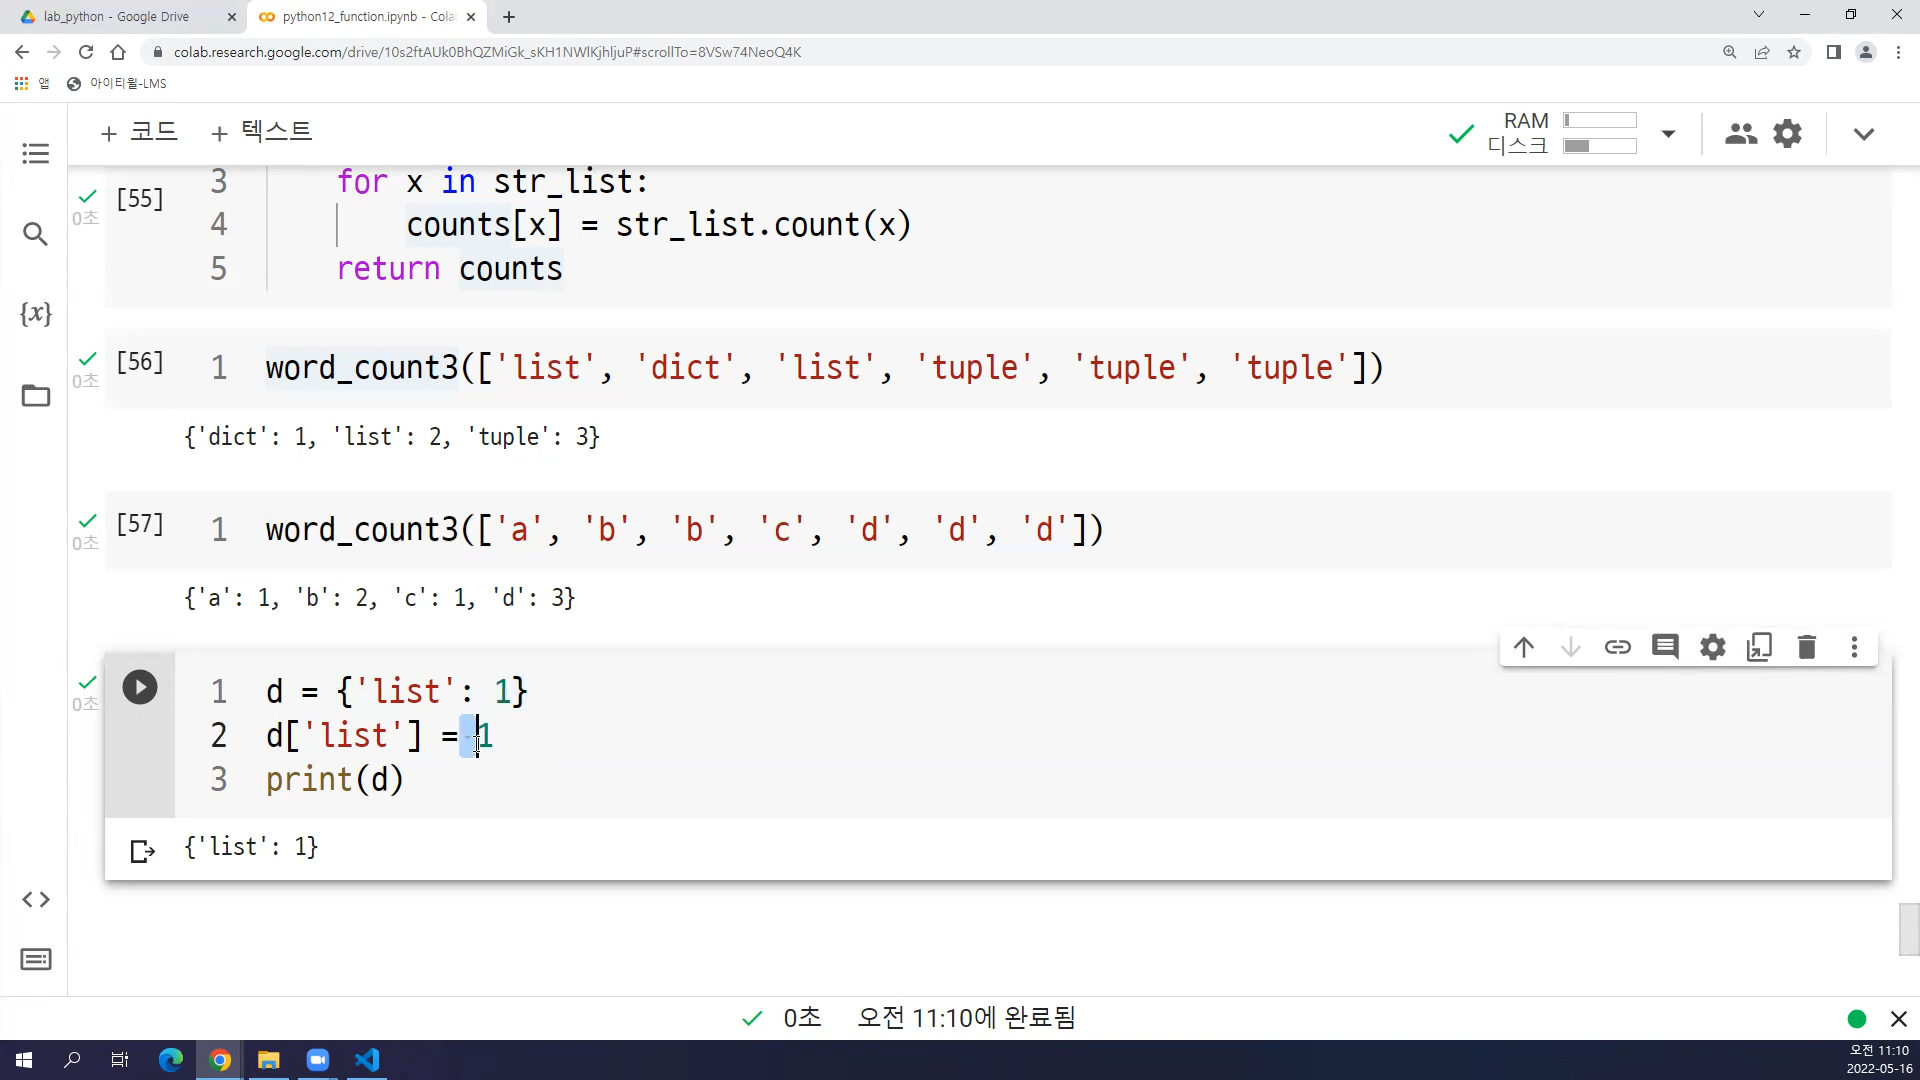 lab_python - Google Drive
python12_function.ipynb - Cola
colab.research.google.com/drive/10s2ftAUk0BhQZMiGk_sKH1NWlKjhljuP#scrollTo=8VSw74NeoQ4K
앱
아이티윌-LMS
+ 코드
+ 텍스트
RAM
디스크
{x}
[55]
0초
3 for x in str_list:
4 counts[x] = str_list.count(x)
5 return counts
[56]
0초
1 word_count3(['list', 'dict', 'list', 'tuple', 'tuple', 'tuple'])
{'dict': 1, 'list': 2, 'tuple': 3}
[57]
0초
1 word_count3(['a', 'b', 'b', 'c', 'd', 'd', 'd'])
{'a': 1, 'b': 2, 'c': 1, 'd': 3}
0초
1 d = {'list': 1}
2 d['list'] = 1
3 print(d)
{'list': 1}
0초 오전 11:10에 완료됨
오전 11:10
2022-05-16